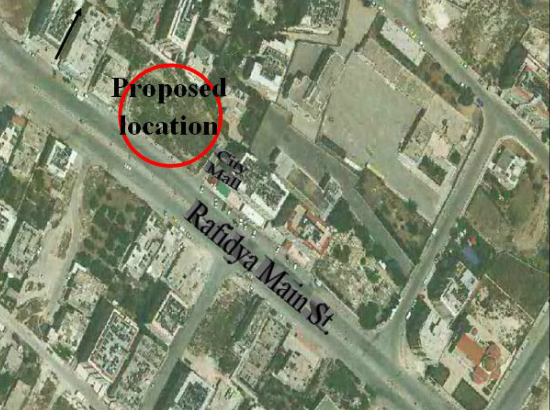 Proposed
location
City
Mall
Rafidya Main St.